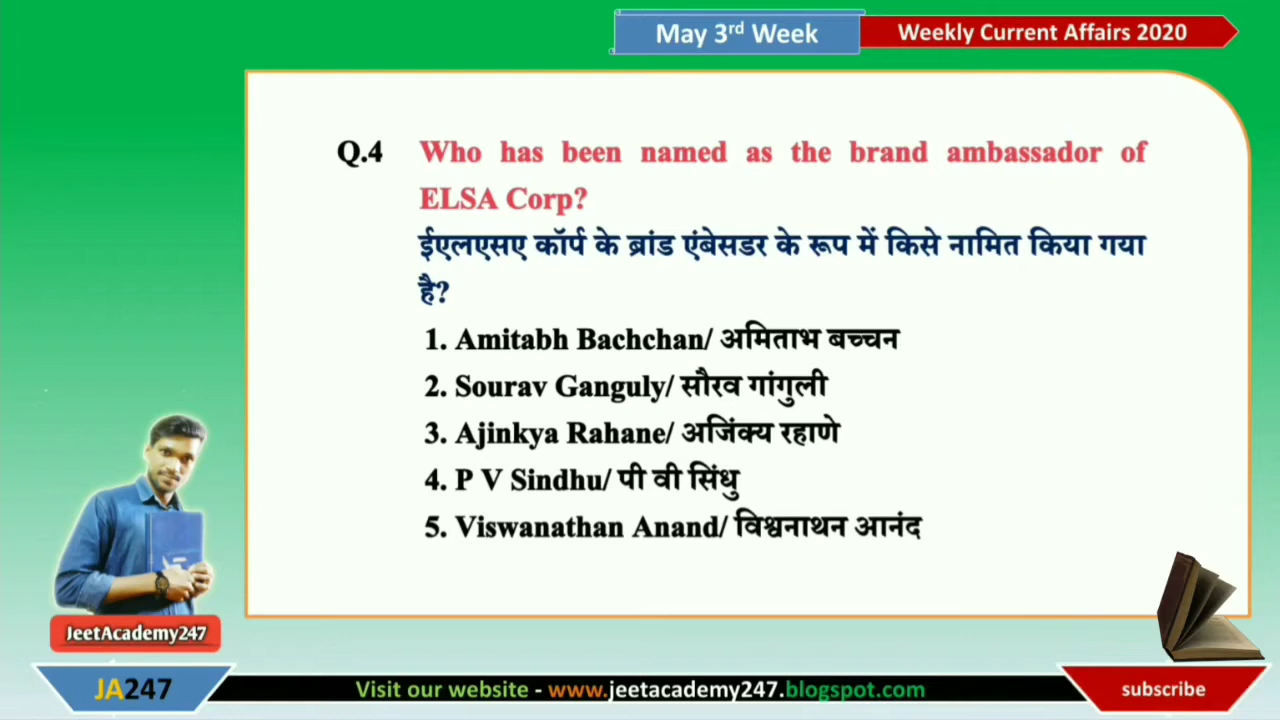 May 3rd Week
Weekly Current Affairs 2020
Q.4 Who has been named as the brand ambassador of
ELSA Corp?
ईएलएसए कॉर्प के ब्रांड एंबेसडर के रूप में किसे नामित किया गया
है?
1. Amitabh Bachchan/ अमिताभ बच्चन
2. Sourav Ganguly/ सौरव गांगुली
3. Ajinkya Rahane/ अजिंक्य रहाणे
4. P V Sindhu/ पी वी सिंधु
5. Viswanathan Anand/ विश्वनाथन आनंद
JeetAcademy247
JA247
Visit our website - www.jeetacademy247.blogspot.com
subscribe